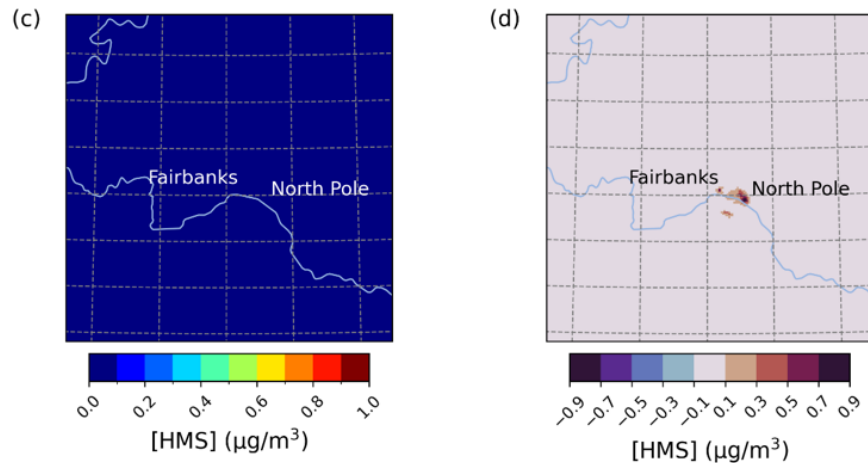 (c)
Fairbanks
North Pole
0.0 0.2 0.4 0.6 0.8 1.0
[HMS] (μg/m³)
(d)
Fairbanks
North Pole
−0.9 −0.7 −0.5 −0.3 −0.1 0.1 0.3 0.5 0.7 0.9
[HMS] (μg/m³)